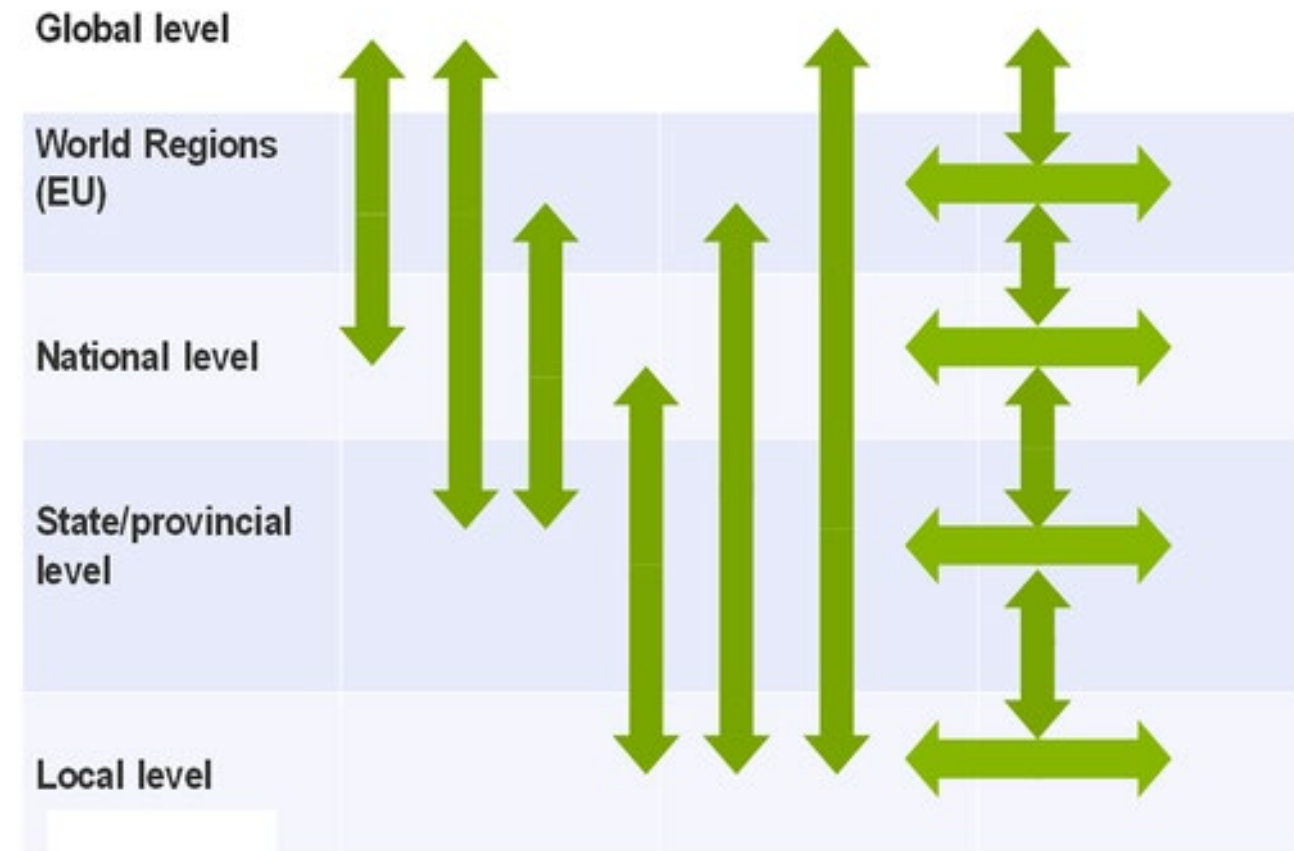 Global level
World Regions
(EU)
National level
State/provincial
level
Local level